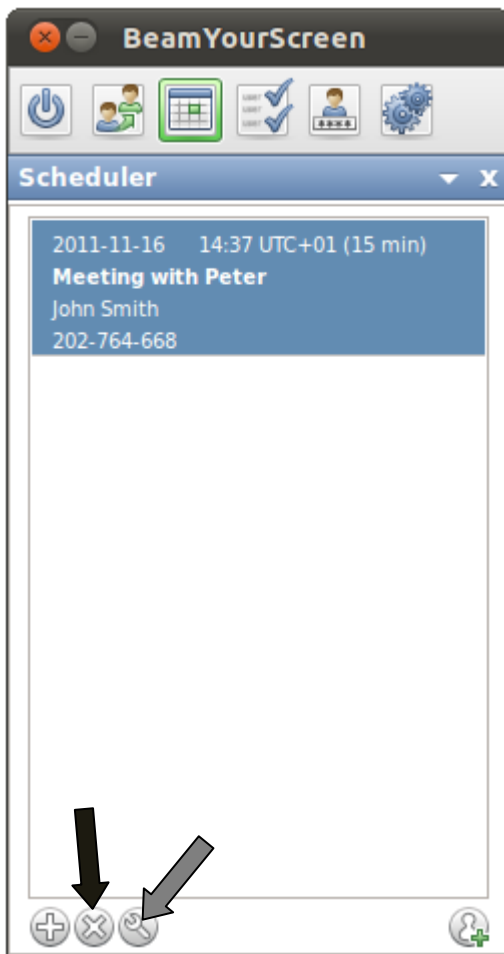 BeamYourScreen
Scheduler
2011-11-16 14:37 UTC+01 (15 min)
Meeting with Peter
John Smith
202-764-668